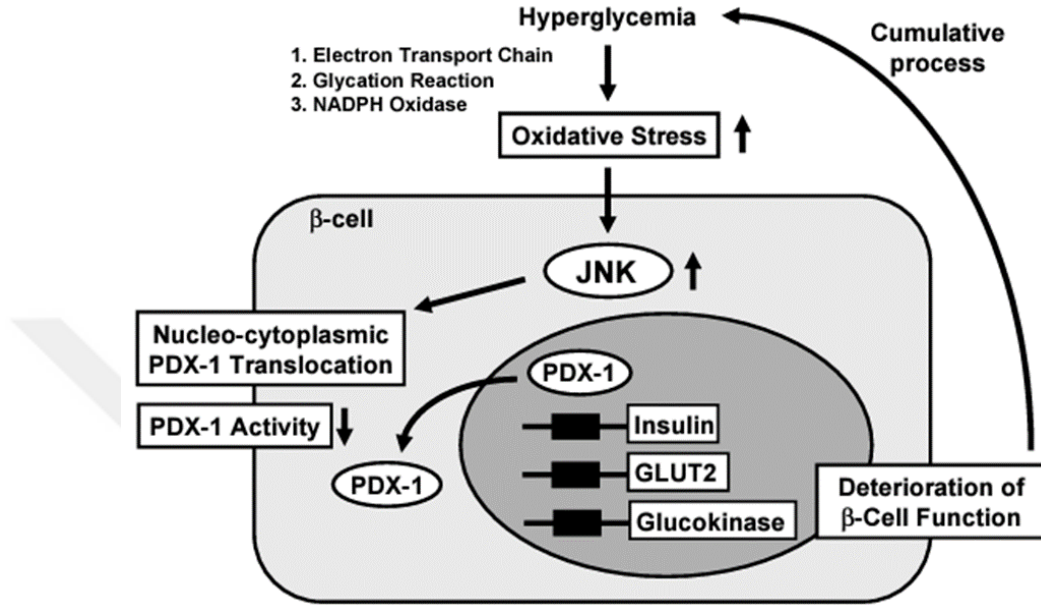 Hyperglycemia
Cumulative
process
1. Electron Transport Chain
2. Glycation Reaction
3. NADPH Oxidase
Oxidative Stress
β-cell
JNK
Nucleo-cytoplasmic
PDX-1 Translocation
PDX-1 Activity
PDX-1
PDX-1
Insulin
GLUT2
Glucokinase
Deterioration of
β-Cell Function